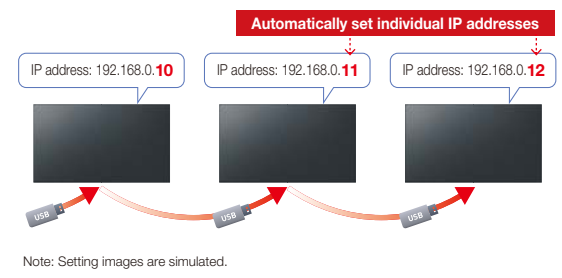 Automatically set individual IP addresses
IP address: 192.168.0.10
IP address: 192.168.0.11
IP address: 192.168.0.12
USB
USB
USB
Note: Setting images are simulated.